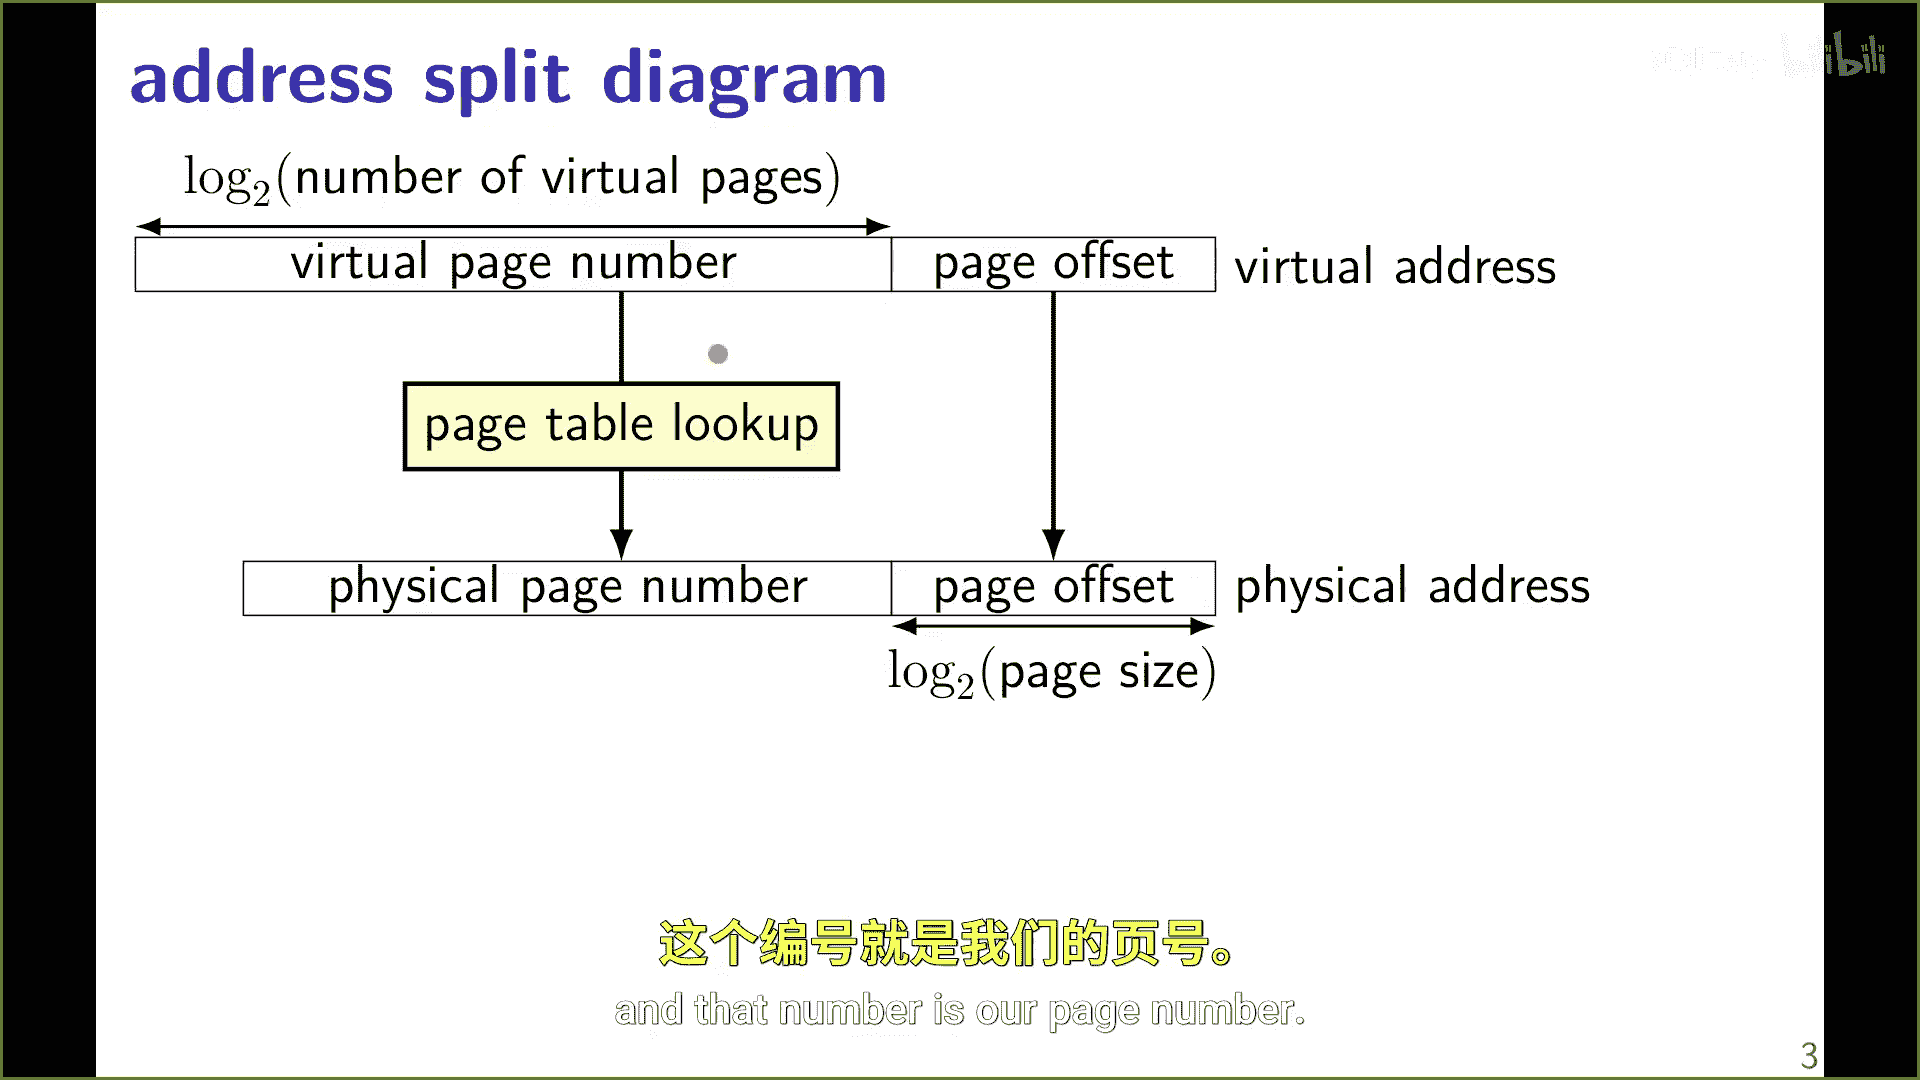 address split diagram
log₂(number of virtual pages)
virtual page number page offset virtual address
page table lookup
physical page number page offset physical address
log₂(page size)
这个编号就是我们的页号。
and that number is our page number.
3